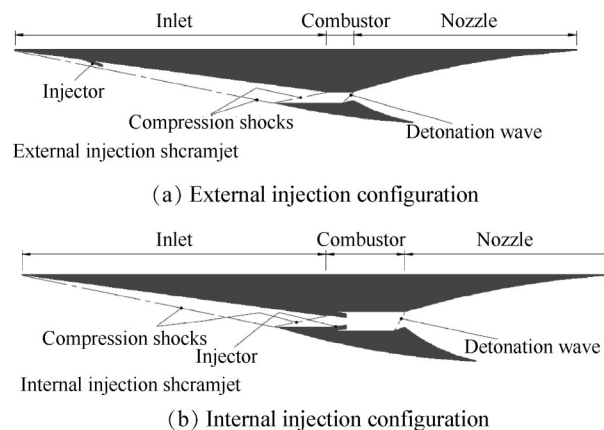 Inlet Combustor Nozzle
Injector
Compression shocks
Detonation wave
External injection shcramjet
(a) External injection configuration
Inlet Combustor Nozzle
Compression shocks
Injector
Detonation wave
Internal injection shcramjet
(b) Internal injection configuration